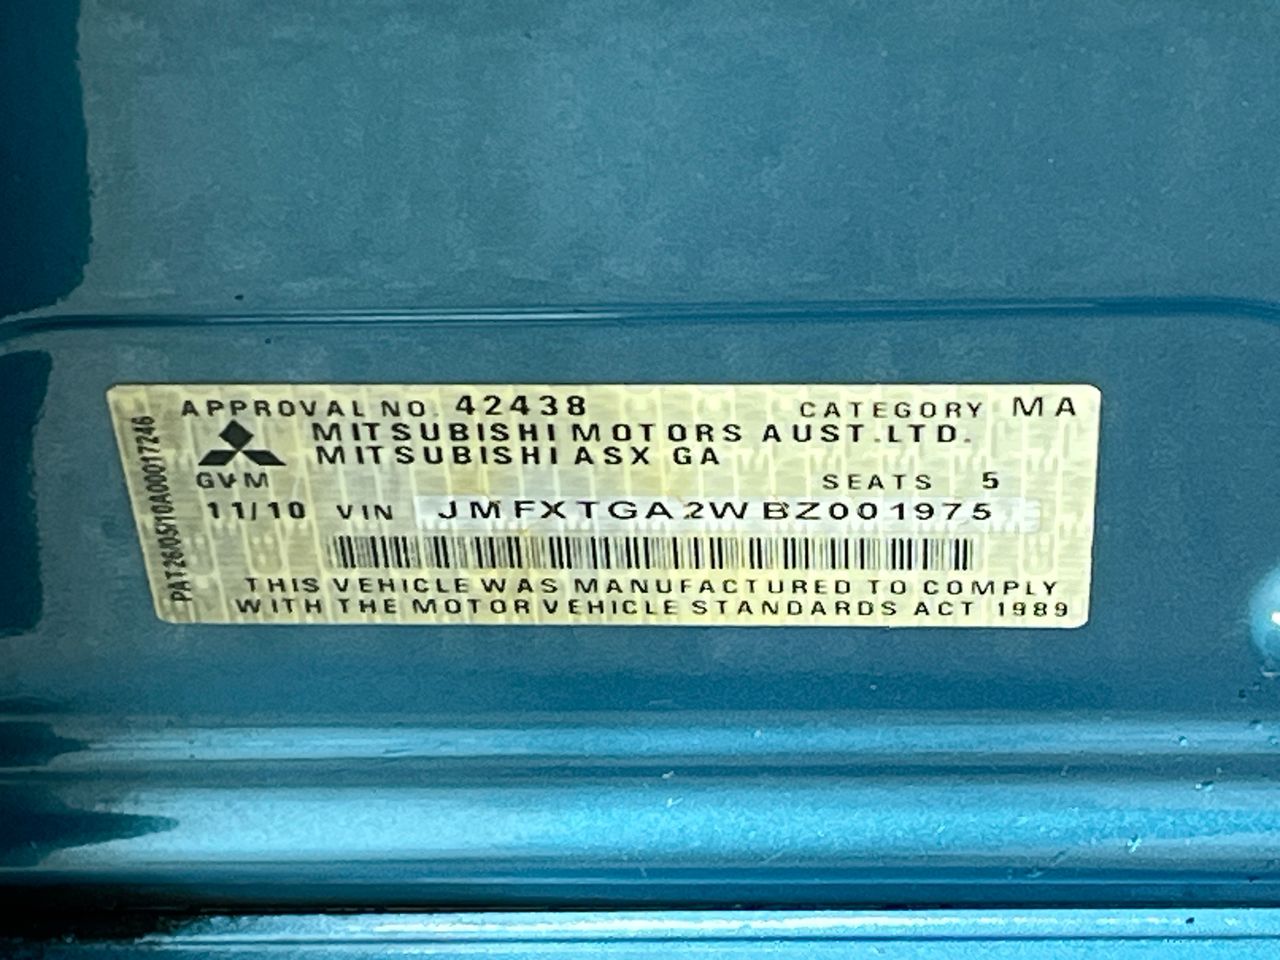 APPROVAL NO. 42438 CATEGORY MA
MITSUBISHI MOTORS AUST.LTD.
MITSUBISHI ASX GA
GVM SEATS 5
11/10 VIN JMFXTGA2WBZ001975
THIS VEHICLE WAS MANUFACTURED TO COMPLY
WITH THE MOTOR VEHICLE STANDARDS ACT 1989
PAT26/05/10A00017246